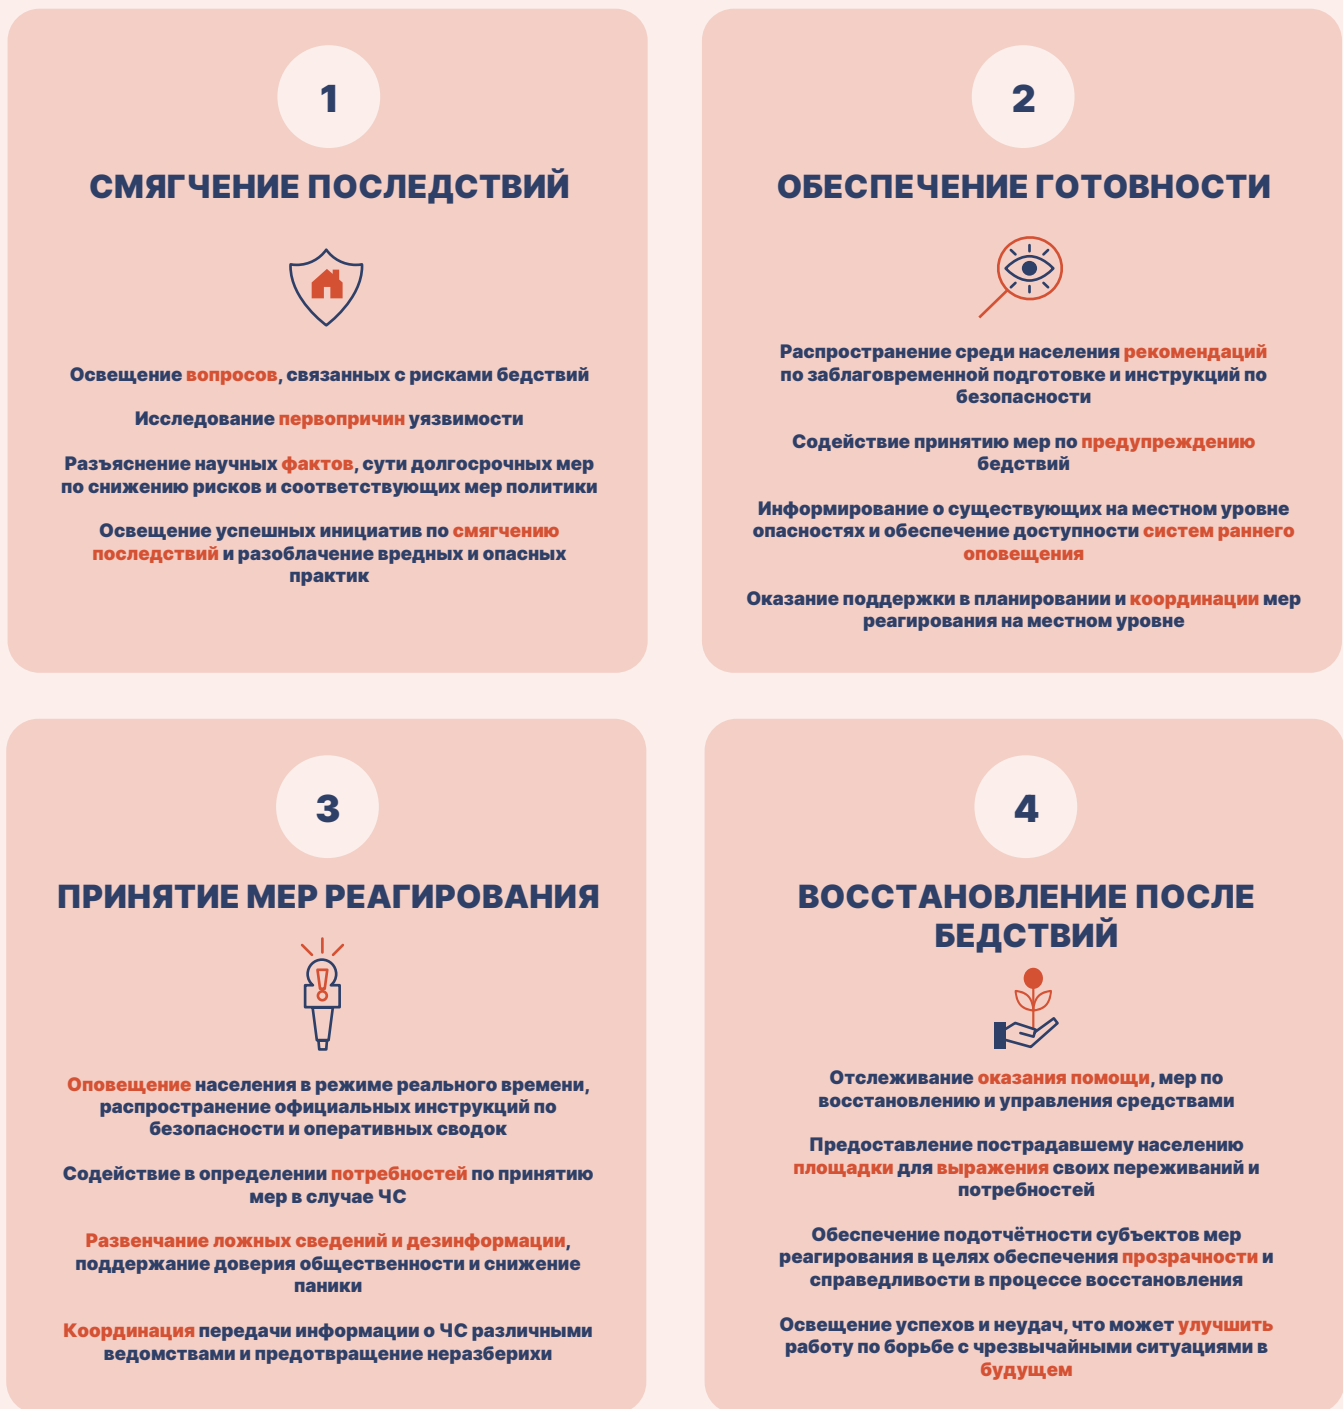 1
СМЯГЧЕНИЕ ПОСЛЕДСТВИЙ
Освещение вопросов, связанных с рисками бедствий
Исследование первопричин уязвимости
Разъяснение научных фактов, сути долгосрочных мер
по снижению рисков и соответствующих мер политики
Освещение успешных инициатив по смягчению
последствий и разоблачение вредных и опасных
практик
2
ОБЕСПЕЧЕНИЕ ГОТОВНОСТИ
Распространение среди населения рекомендаций
по заблаговременной подготовке и инструкций по
безопасности
Содействие принятию мер по предупреждению
бедствий
Информирование о существующих на местном уровне
опасностях и обеспечение доступности систем раннего
оповещения
Оказание поддержки в планировании и координации мер
реагирования на местном уровне
3
ПРИНЯТИЕ МЕР РЕАГИРОВАНИЯ
Оповещение населения в режиме реального времени,
распространение официальных инструкций по
безопасности и оперативных сводок
Содействие в определении потребностей по принятию
мер в случае ЧС
Развенчание ложных сведений и дезинформации,
поддержание доверия общественности и снижение
паники
Координация передачи информации о ЧС различными
ведомствами и предотвращение неразберихи
4
ВОССТАНОВЛЕНИЕ ПОСЛЕ
БЕДСТВИЙ
Отслеживание оказания помощи, мер по
восстановлению и управления средствами
Предоставление пострадавшему населению
площадки для выражения своих переживаний и
потребностей
Обеспечение подотчётности субъектов мер
реагирования в целях обеспечения прозрачности и
справедливости в процессе восстановления
Освещение успехов и неудач, что может улучшить
работу по борьбе с чрезвычайными ситуациями в
будущем